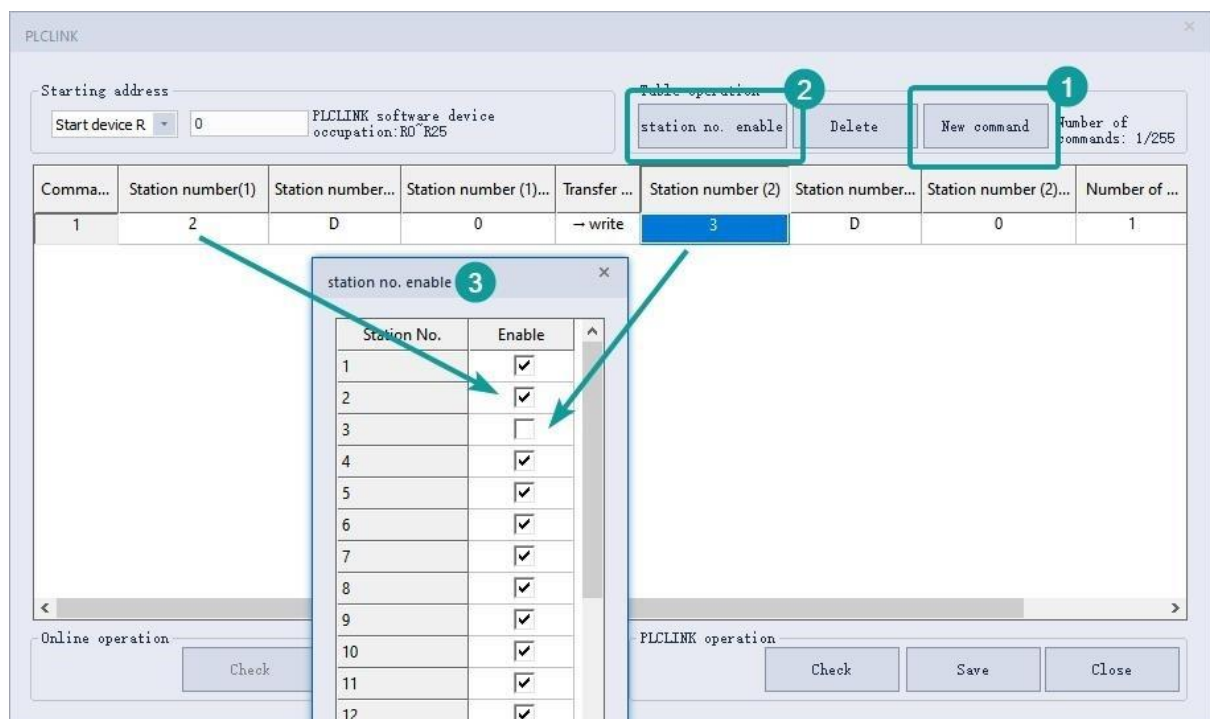 PLCLINK
Starting address
Table operation
2
1
Start device R
0
PLCLINK software device
occupation:R0~R25
station no. enable
Delete
New command
Number of
commands: 1/255
Comma... Station number(1) Station number... Station number (1)... Transfer ... Station number (2) Station number... Station number (2)... Number of ...
1 2 D 0 → write 3 D 0 1
station no. enable 3
Station No. Enable
1
2
3
4
5
6
7
8
9
10
11
12
Online operation
Check
PLCLINK operation
Check Save Close